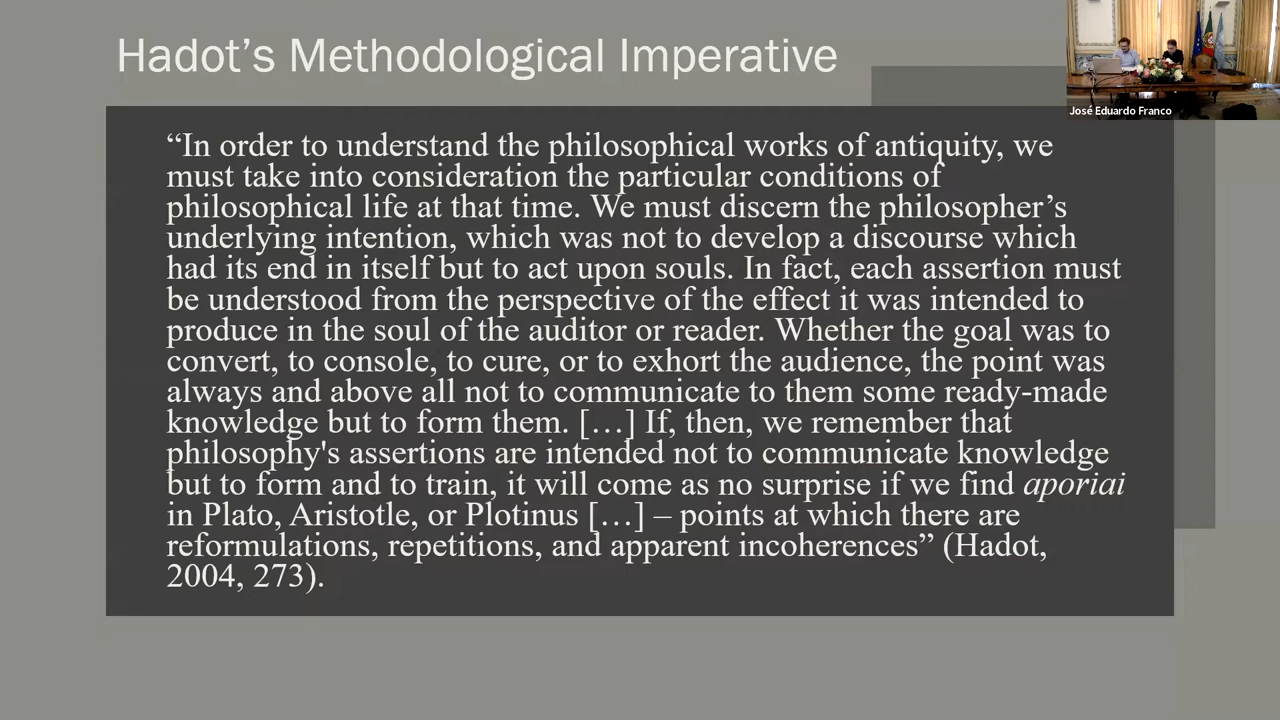 Hadot’s Methodological Imperative
José Eduardo Franco
“In order to understand the philosophical works of antiquity, we
must take into consideration the particular conditions of
philosophical life at that time. We must discern the philosopher’s
underlying intention, which was not to develop a discourse which
had its end in itself but to act upon souls. In fact, each assertion must
be understood from the perspective of the effect it was intended to
produce in the soul of the auditor or reader. Whether the goal was to
convert, to console, to cure, or to exhort the audience, the point was
always and above all not to communicate to them some ready-made
knowledge but to form them. […] If, then, we remember that
philosophy's assertions are intended not to communicate knowledge
but to form and to train, it will come as no surprise if we find aporiai
in Plato, Aristotle, or Plotinus […] – points at which there are
reformulations, repetitions, and apparent incoherences” (Hadot,
2004, 273).